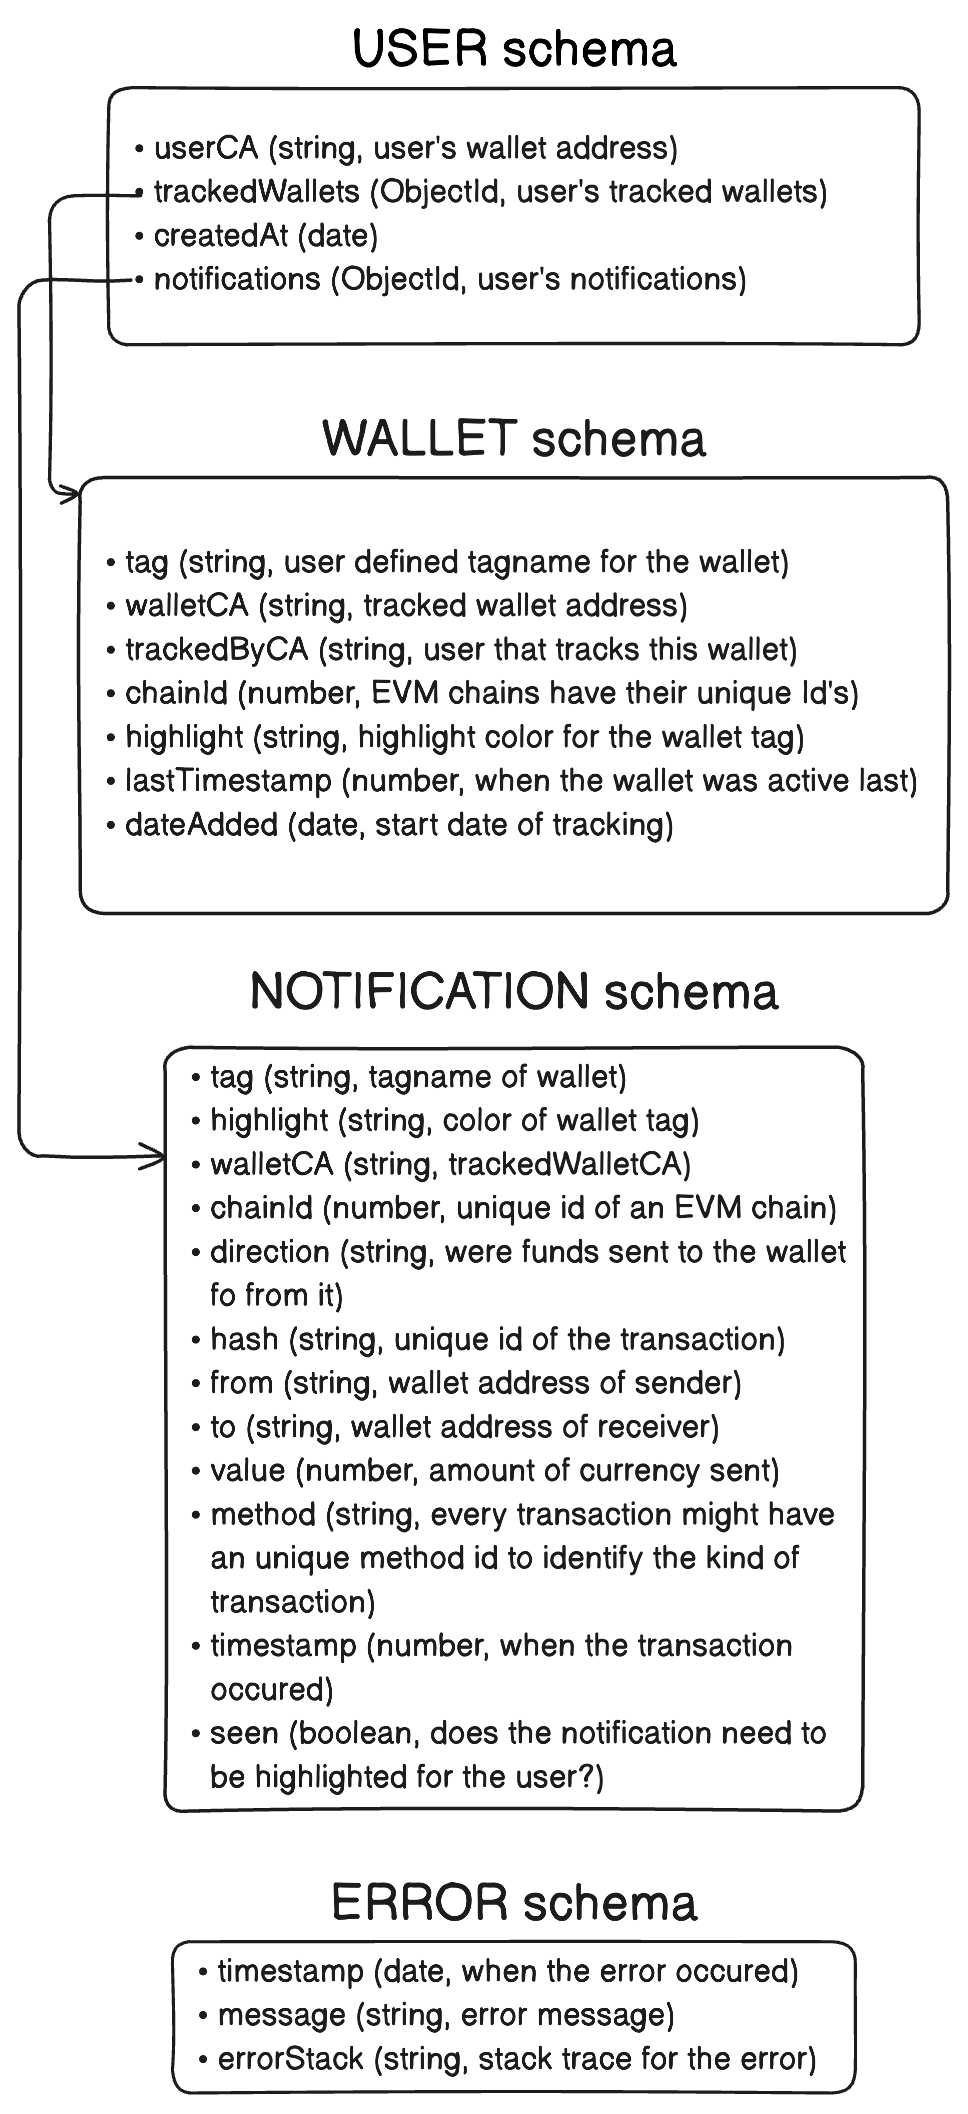 USER schema
• userCA (string, user's wallet address)
• trackedWallets (ObjectId, user's tracked wallets)
• createdAt (date)
• notifications (ObjectId, user's notifications)
WALLET schema
• tag (string, user defined tagname for the wallet)
• walletCA (string, tracked wallet address)
• trackedByCA (string, user that tracks this wallet)
• chainId (number, EVM chains have their unique Id's)
• highlight (string, highlight color for the wallet tag)
• lastTimestamp (number, when the wallet was active last)
• dateAdded (date, start date of tracking)
NOTIFICATION schema
• tag (string, tagname of wallet)
• highlight (string, color of wallet tag)
• walletCA (string, trackedWalletCA)
• chainId (number, unique id of an EVM chain)
• direction (string, were funds sent to the wallet
fo from it)
• hash (string, unique id of the transaction)
• from (string, wallet address of sender)
• to (string, wallet address of receiver)
• value (number, amount of currency sent)
• method (string, every transaction might have
an unique method id to identify the kind of
transaction)
• timestamp (number, when the transaction
occured)
• seen (boolean, does the notification need to
be highlighted for the user?)
ERROR schema
• timestamp (date, when the error occured)
• message (string, error message)
• errorStack (string, stack trace for the error)